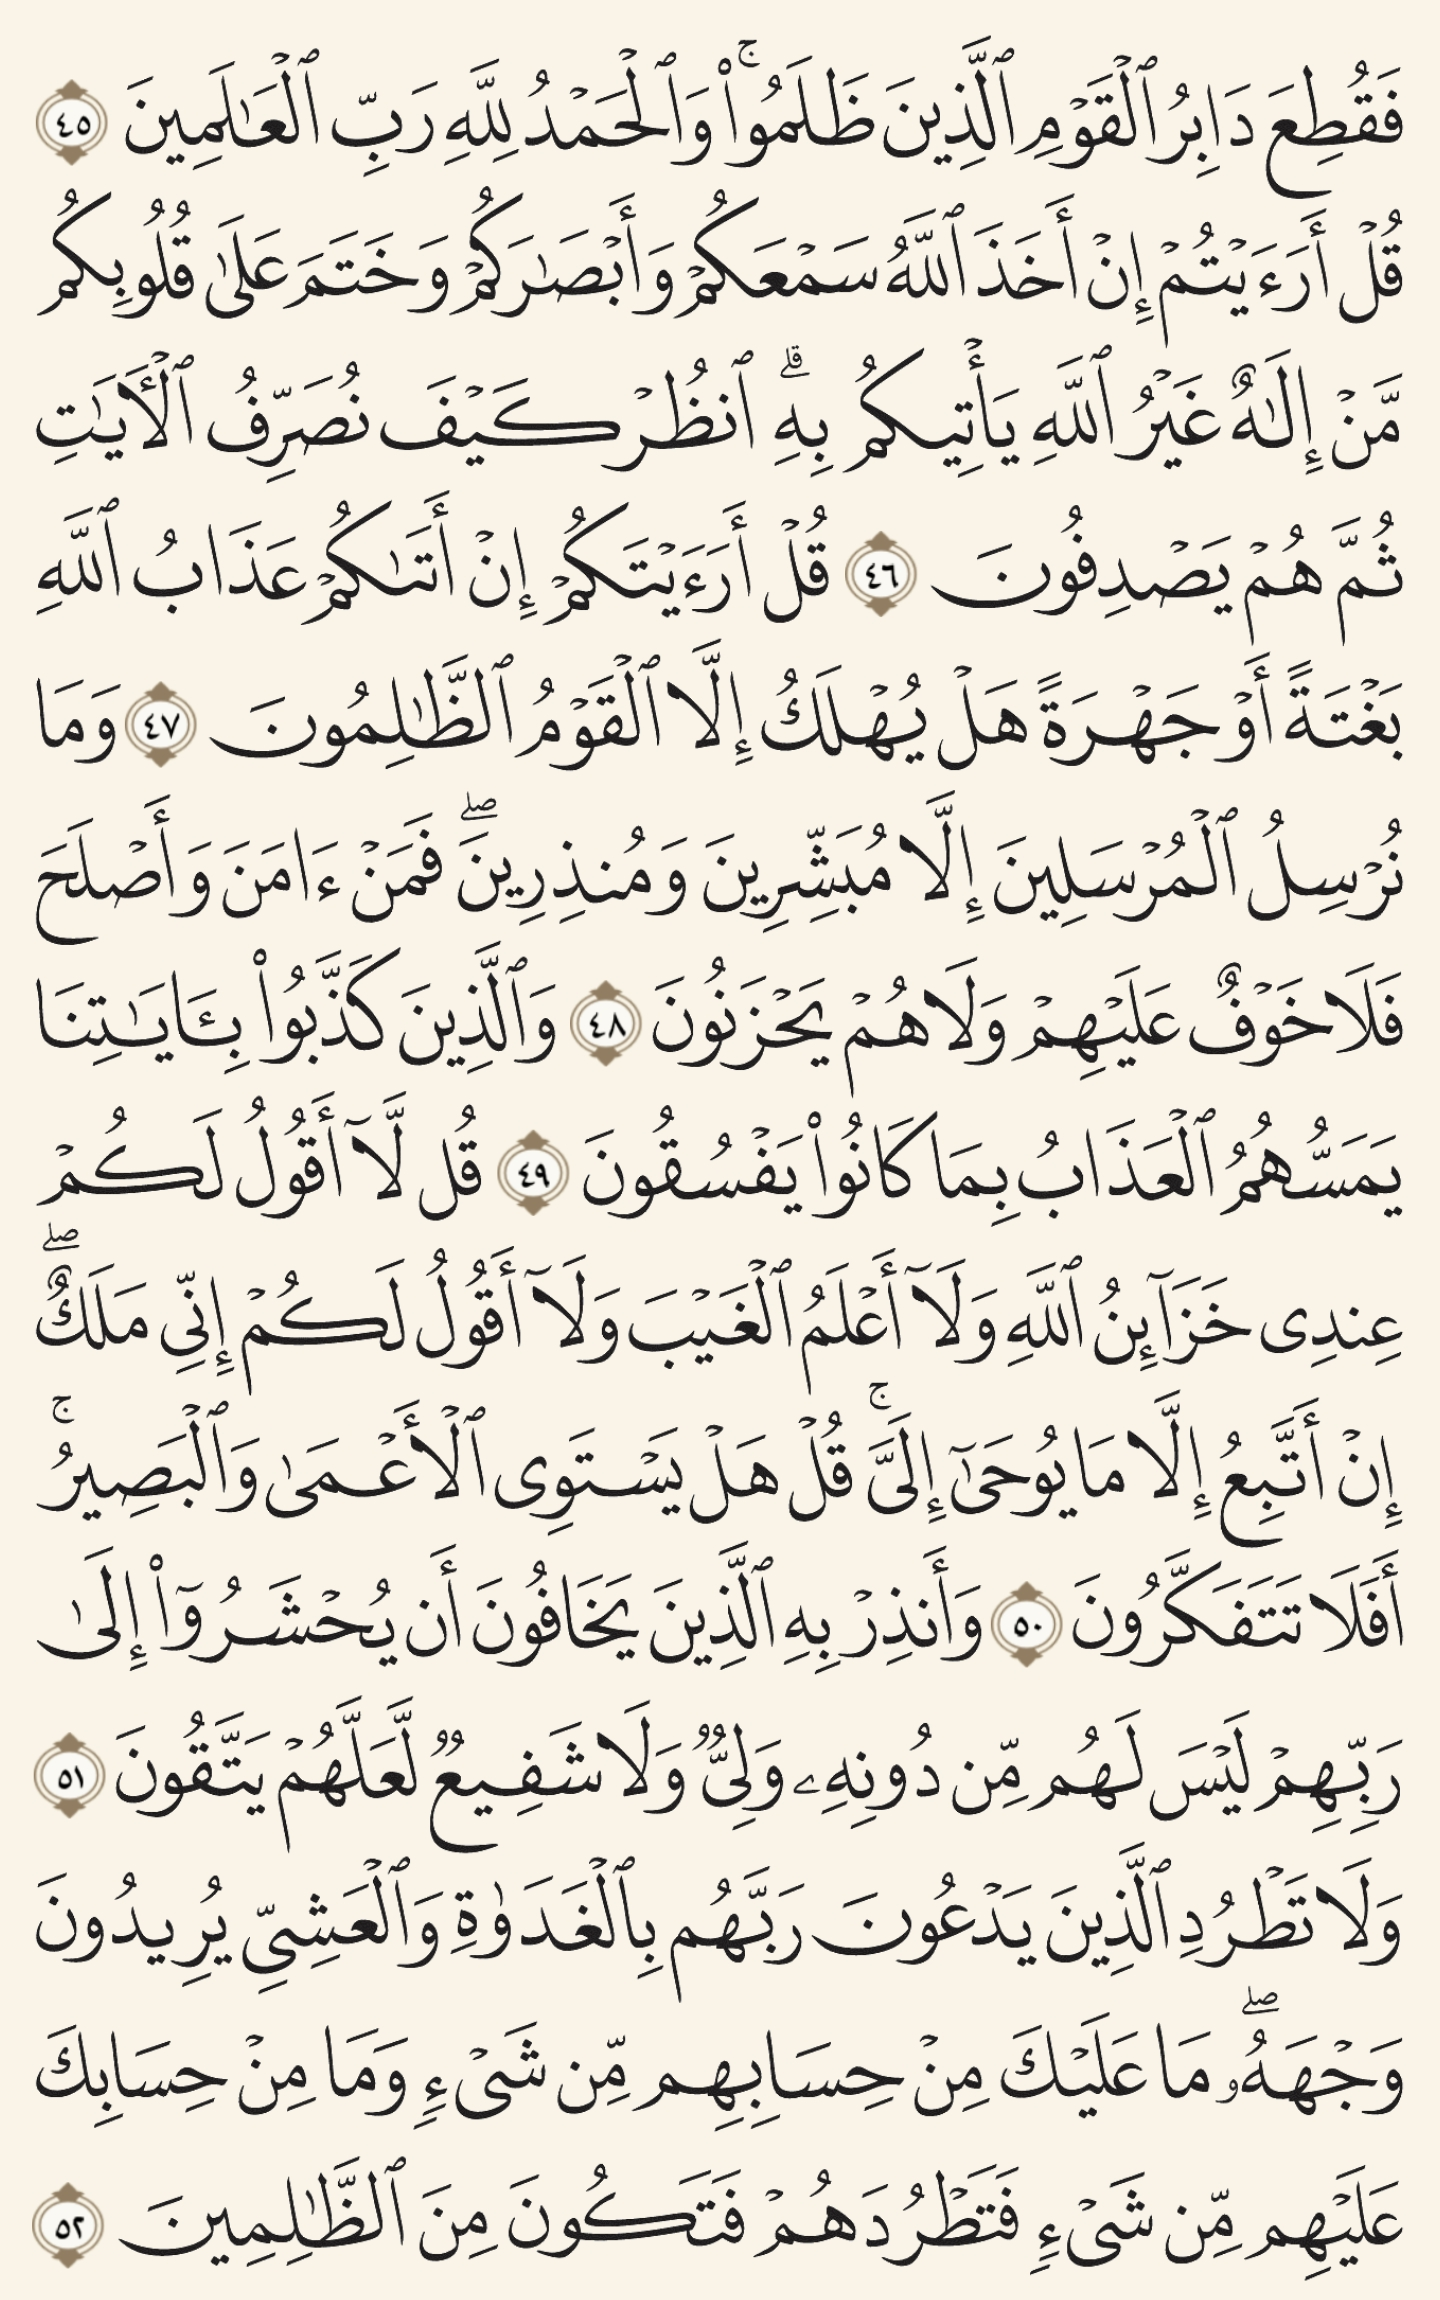 فَقُطِعَ دَابِرُ ٱلْقَوْمِ ٱلَّذِينَ ظَلَمُوا۟ ۚ وَٱلْحَمْدُ لِلَّهِ رَبِّ ٱلْعَـٰلَمِينَ ٤٥
قُلْ أَرَءَيْتُمْ إِنْ أَخَذَ ٱللَّهُ سَمْعَكُمْ وَأَبْصَـٰرَكُمْ وَخَتَمَ عَلَىٰ قُلُوبِكُم
مَّنْ إِلَـٰهٌ غَيْرُ ٱللَّهِ يَأْتِيكُم بِهِ ۗ ٱنظُرْ كَيْفَ نُصَرِّفُ ٱلْـَٔايَـٰتِ
ثُمَّ هُمْ يَصْدِفُونَ ٤٦ قُلْ أَرَءَيْتَكُمْ إِنْ أَتَىٰكُمْ عَذَابُ ٱللَّهِ
بَغْتَةً أَوْ جَهْرَةً هَلْ يُهْلَكُ إِلَّا ٱلْقَوْمُ ٱلظَّـٰلِمُونَ ٤٧ وَمَا
نُرْسِلُ ٱلْمُرْسَلِينَ إِلَّا مُبَشِّرِينَ وَمُنذِرِينَ ۖ فَمَنْ ءَامَنَ وَأَصْلَحَ
فَلَا خَوْفٌ عَلَيْهِمْ وَلَا هُمْ يَحْزَنُونَ ٤٨ وَٱلَّذِينَ كَذَّبُوا۟ بِـَٔايَـٰتِنَا
يَمَسُّهُمُ ٱلْعَذَابُ بِمَا كَانُوا۟ يَفْسُقُونَ ٤٩ قُل لَّآ أَقُولُ لَكُمْ
عِندِى خَزَآئِنُ ٱللَّهِ وَلَآ أَعْلَمُ ٱلْغَيْبَ وَلَآ أَقُولُ لَكُمْ إِنِّى مَلَكٌ ۖ
إِنْ أَتَّبِعُ إِلَّا مَا يُوحَىٰٓ إِلَىَّ ۚ قُلْ هَلْ يَسْتَوِى ٱلْأَعْمَىٰ وَٱلْبَصِيرُ ۚ
أَفَلَا تَتَفَكَّرُونَ ٥٠ وَأَنذِرْ بِهِ ٱلَّذِينَ يَخَافُونَ أَن يُحْشَرُوٓا۟ إِلَىٰ
رَبِّهِمْ لَيْسَ لَهُم مِّن دُونِهِۦ وَلِىٌّ وَلَا شَفِيعٌ لَّعَلَّهُمْ يَتَّقُونَ ٥١
وَلَا تَطْرُدِ ٱلَّذِينَ يَدْعُونَ رَبَّهُم بِٱلْغَدَوٰةِ وَٱلْعَشِىِّ يُرِيدُونَ
وَجْهَهُۥ ۖ مَا عَلَيْكَ مِنْ حِسَابِهِم مِّن شَىْءٍ وَمَا مِنْ حِسَابِكَ
عَلَيْهِم مِّن شَىْءٍ فَتَطْرُدَهُمْ فَتَكُونَ مِنَ ٱلظَّـٰلِمِينَ ٥٢